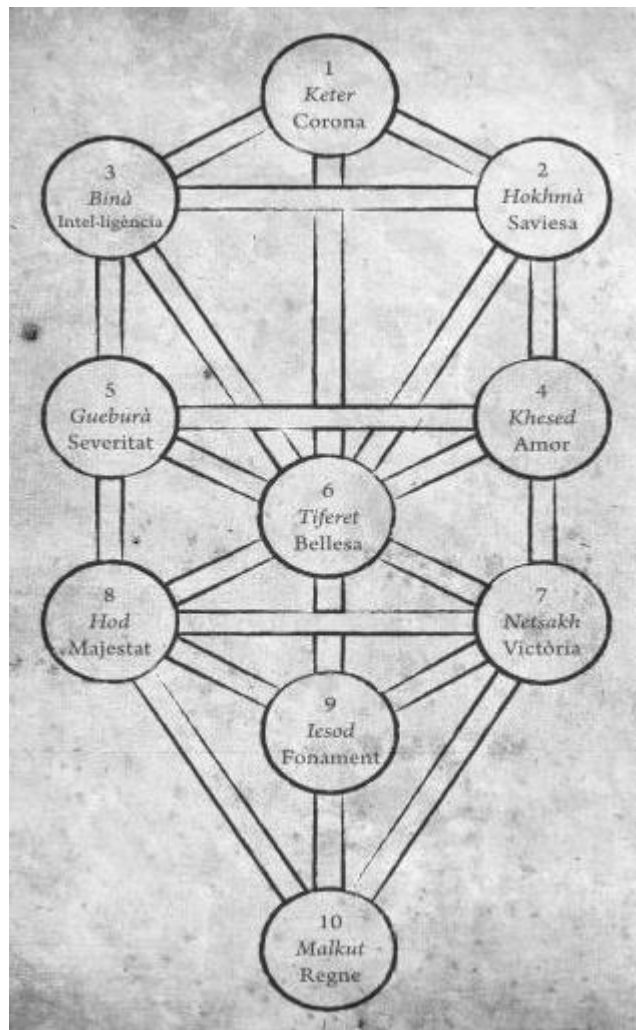 1
Keter
Corona
3
Binà
Intel·ligència
2
Hokhmà
Saviesa
5
Gueburà
Severitat
4
Khesed
Amor
6
Tiferet
Bellesa
8
Hod
Majestat
7
Netsakh
Victòria
9
Iesod
Fonament
10
Malkut
Regne